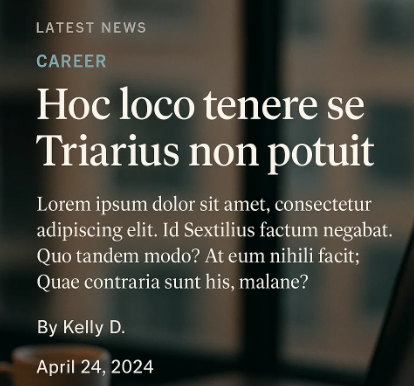 LATEST NEWS
CAREER
Hoc loco tenere se
Triarius non potuit
Lorem ipsum dolor sit amet, consectetur
adipiscing elit. Id Sextilius factum negabat.
Quo tandem modo? At eum nihili facit;
Quae contraria sunt his, malane?
By Kelly D.
April 24, 2024